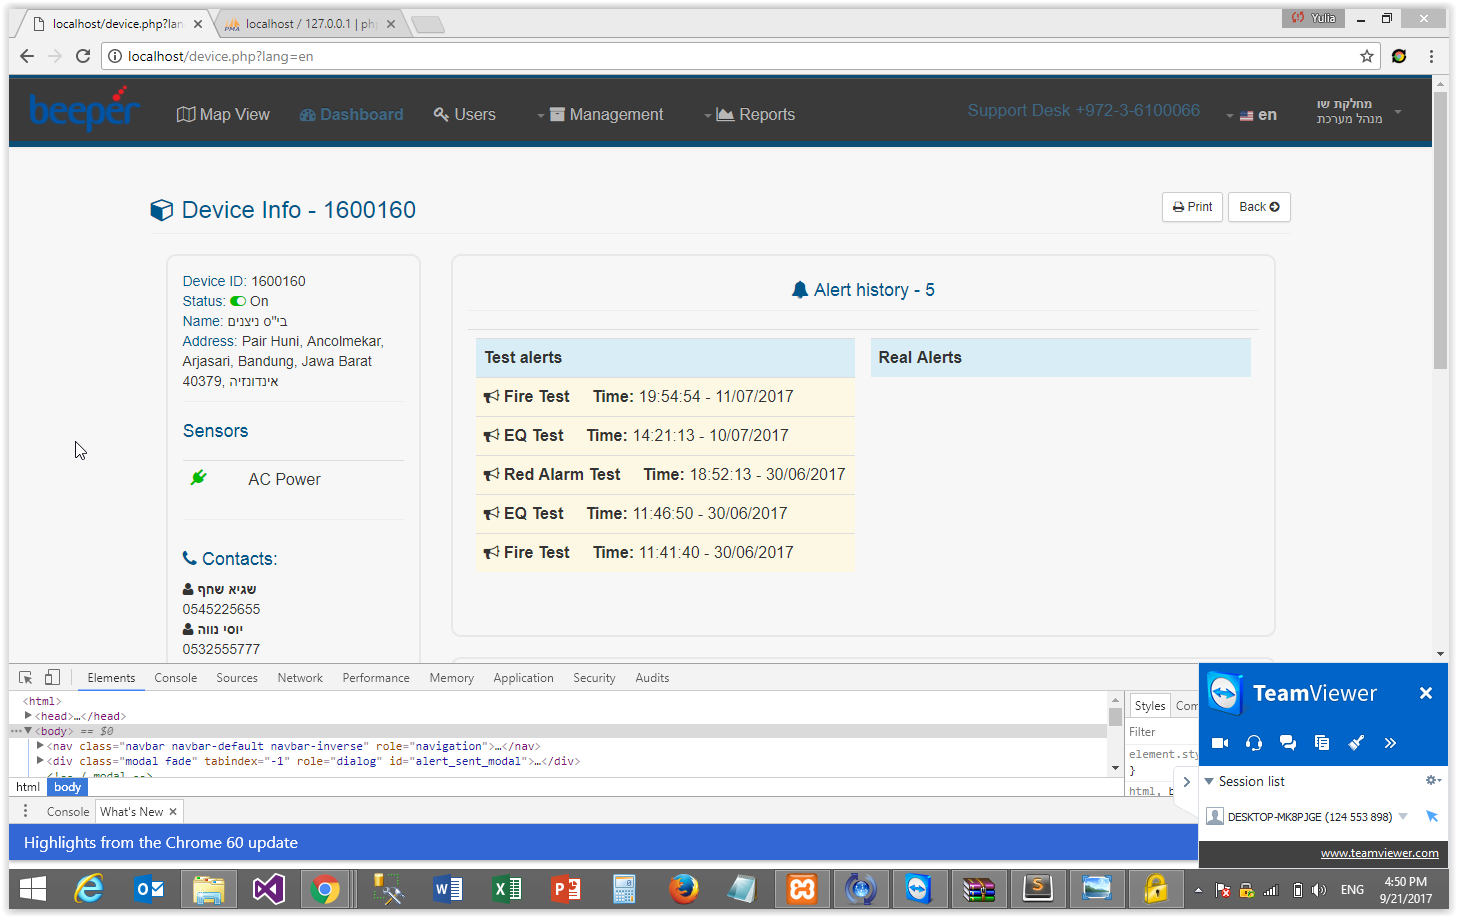 localhost/device.php?lan
localhost / 127.0.0.1 | ph
Yulia
localhost/device.php?lang=en
beeper
Map View
Dashboard
Users
Management
Reports
Support Desk +972-3-6100066
en
מחלקת שו
מנהל מערכת
Device Info - 1600160
Print
Back
Device ID: 1600160
Status: On
Name: בי"ס ניצנים
Address: Pair Huni, Ancolmekar,
Arjasari, Bandung, Jawa Barat
40379, אינדונזיה
Sensors
AC Power
Contacts:
שגיא שחף
0545225655
יוסי נווה
0532555777
Alert history - 5
Test alerts
Real Alerts
Fire Test Time: 19:54:54 - 11/07/2017
EQ Test Time: 14:21:13 - 10/07/2017
Red Alarm Test Time: 18:52:13 - 30/06/2017
EQ Test Time: 11:46:50 - 30/06/2017
Fire Test Time: 11:41:40 - 30/06/2017
Elements Console Sources Network Performance Memory Application Security Audits
<html>
<head>…</head>
<body> == $0
<nav class="navbar navbar-default navbar-inverse" role="navigation">…</nav>
<div class="modal fade" tabindex="-1" role="dialog" id="alert_sent_modal">…</div>
<!-- / modal -->
html body
Styles Com
Filter
element.sty
}
html, b
Console What's New
Highlights from the Chrome 60 update
TeamViewer
Session list
DESKTOP-MK8PJGE (124 553 898)
www.teamviewer.com
ENG
4:50 PM
9/21/2017